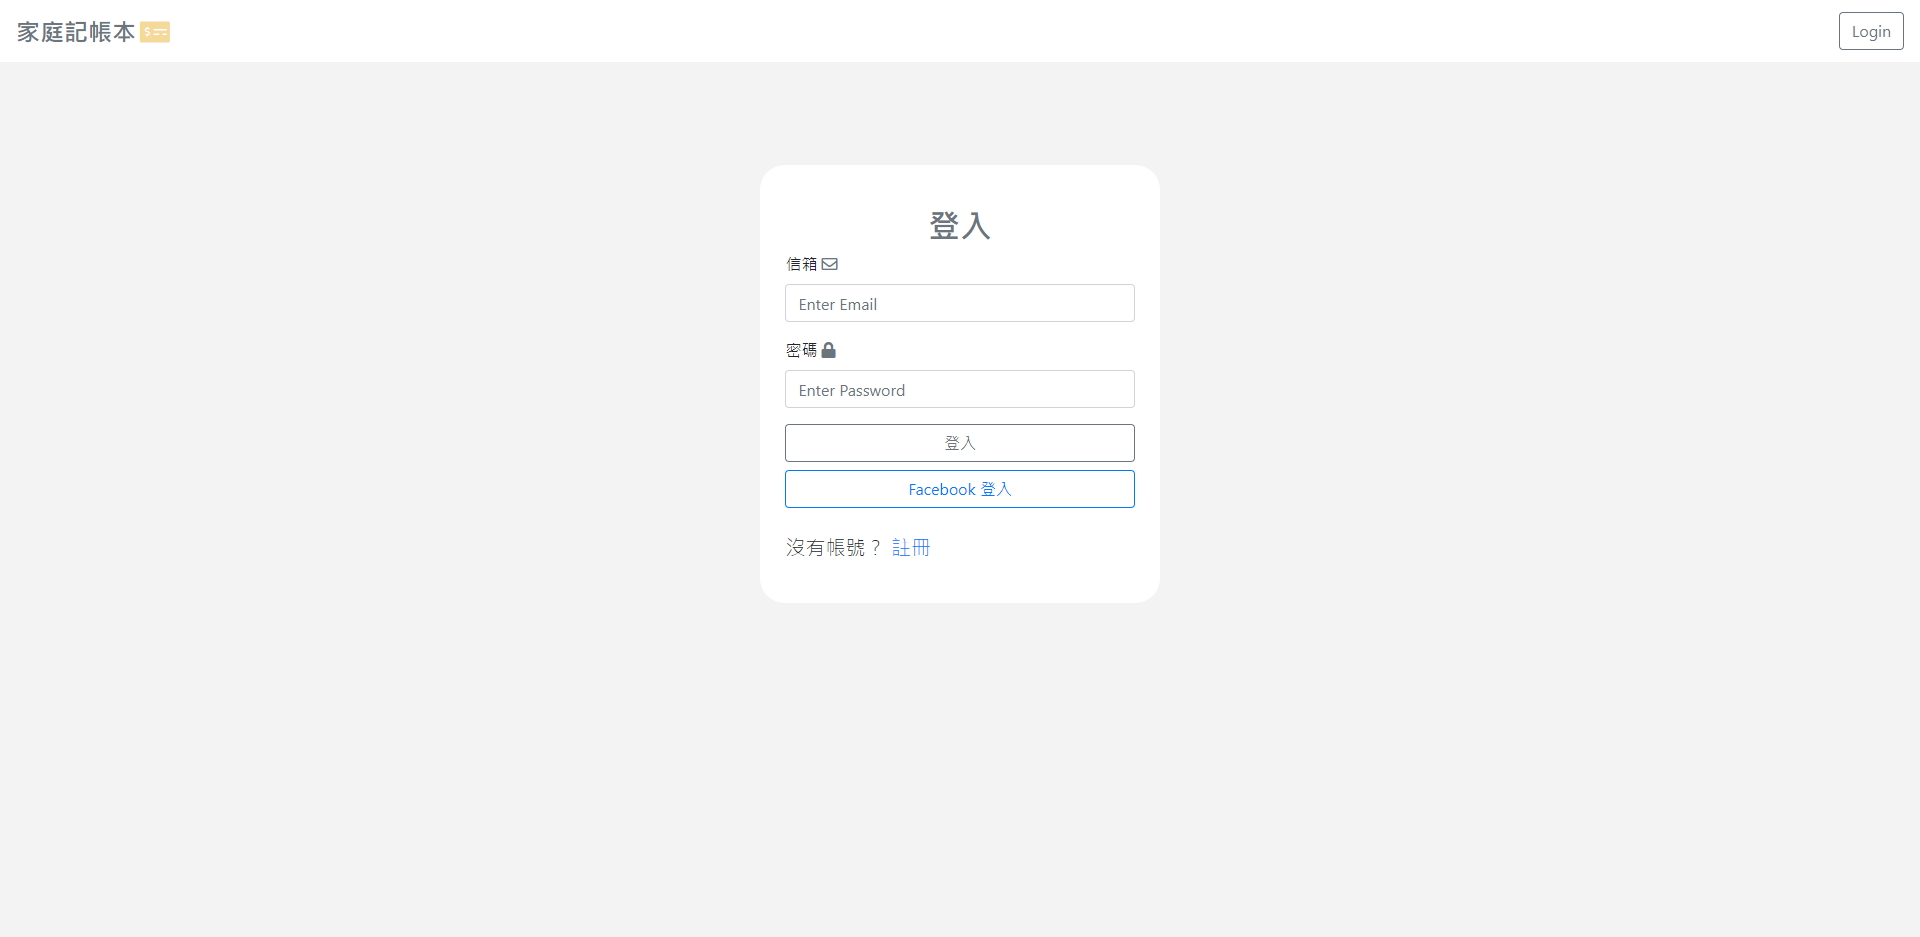 家庭記帳本
Login
登入
信箱
Enter Email
密碼
Enter Password
登入
Facebook 登入
沒有帳號？ 註冊